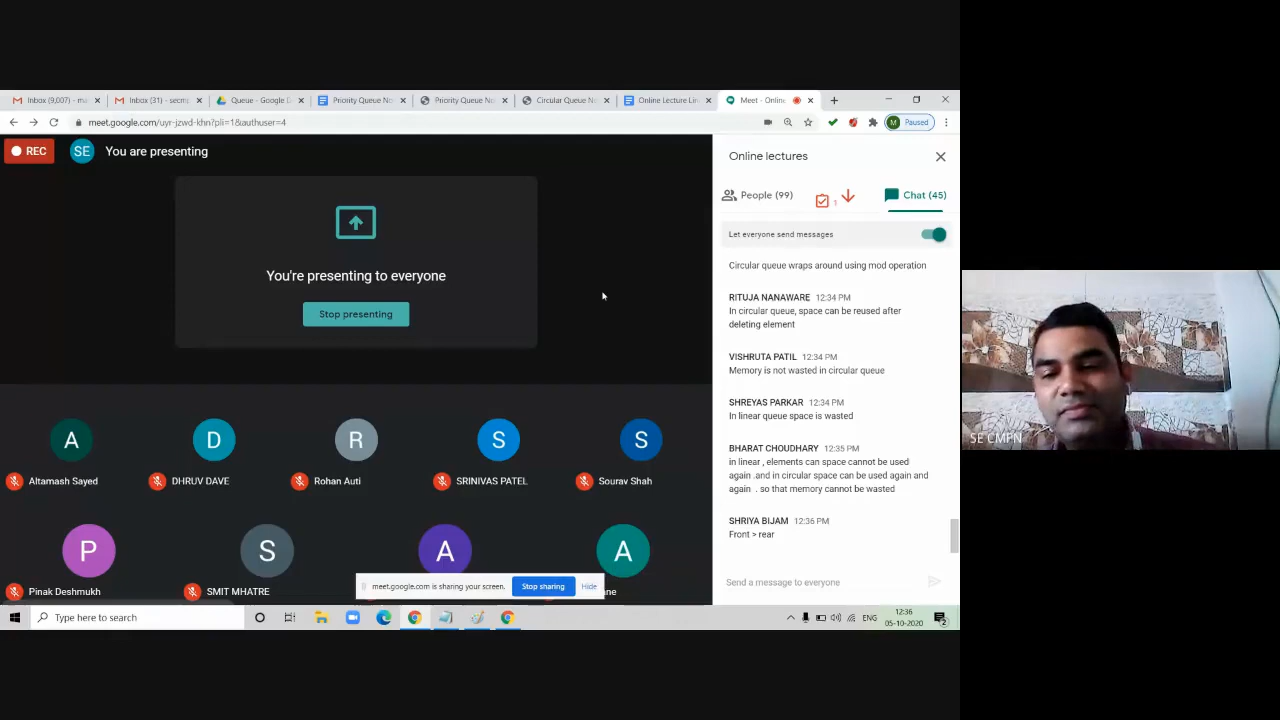 Inbox (9,007) - ma
Inbox (31) - secmp
Queue - Google D
Priority Queue No
Priority Queue No
Circular Queue No
Online Lecture Lin
Meet - Online
meet.google.com/uyr-jzwd-khn?pli=1&authuser=4
M Paused
REC
SE
You are presenting
Online lectures
People (99)
1
Chat (45)
Let everyone send messages
You're presenting to everyone
Stop presenting
Circular queue wraps around using mod operation
RITUJA NANAWARE 12:34 PM
In circular queue, space can be reused after
deleting element
VISHRUTA PATIL 12:34 PM
Memory is not wasted in circular queue
SHREYAS PARKAR 12:34 PM
In linear queue space is wasted
BHARAT CHOUDHARY 12:35 PM
in linear , elements can space cannot be used
again .and in circular space can be used again and
again . so that memory cannot be wasted
SHRIYA BIJAM 12:36 PM
Front > rear
Send a message to everyone
A
D
R
S
S
Altamash Sayed
DHRUV DAVE
Rohan Auti
SRINIVAS PATEL
Sourav Shah
P
S
A
A
Pinak Deshmukh
SMIT MHATRE
meet.google.com is sharing your screen.
Stop sharing
Hide
Type here to search
ENG
12:36
05-10-2020
2
SE CMPN